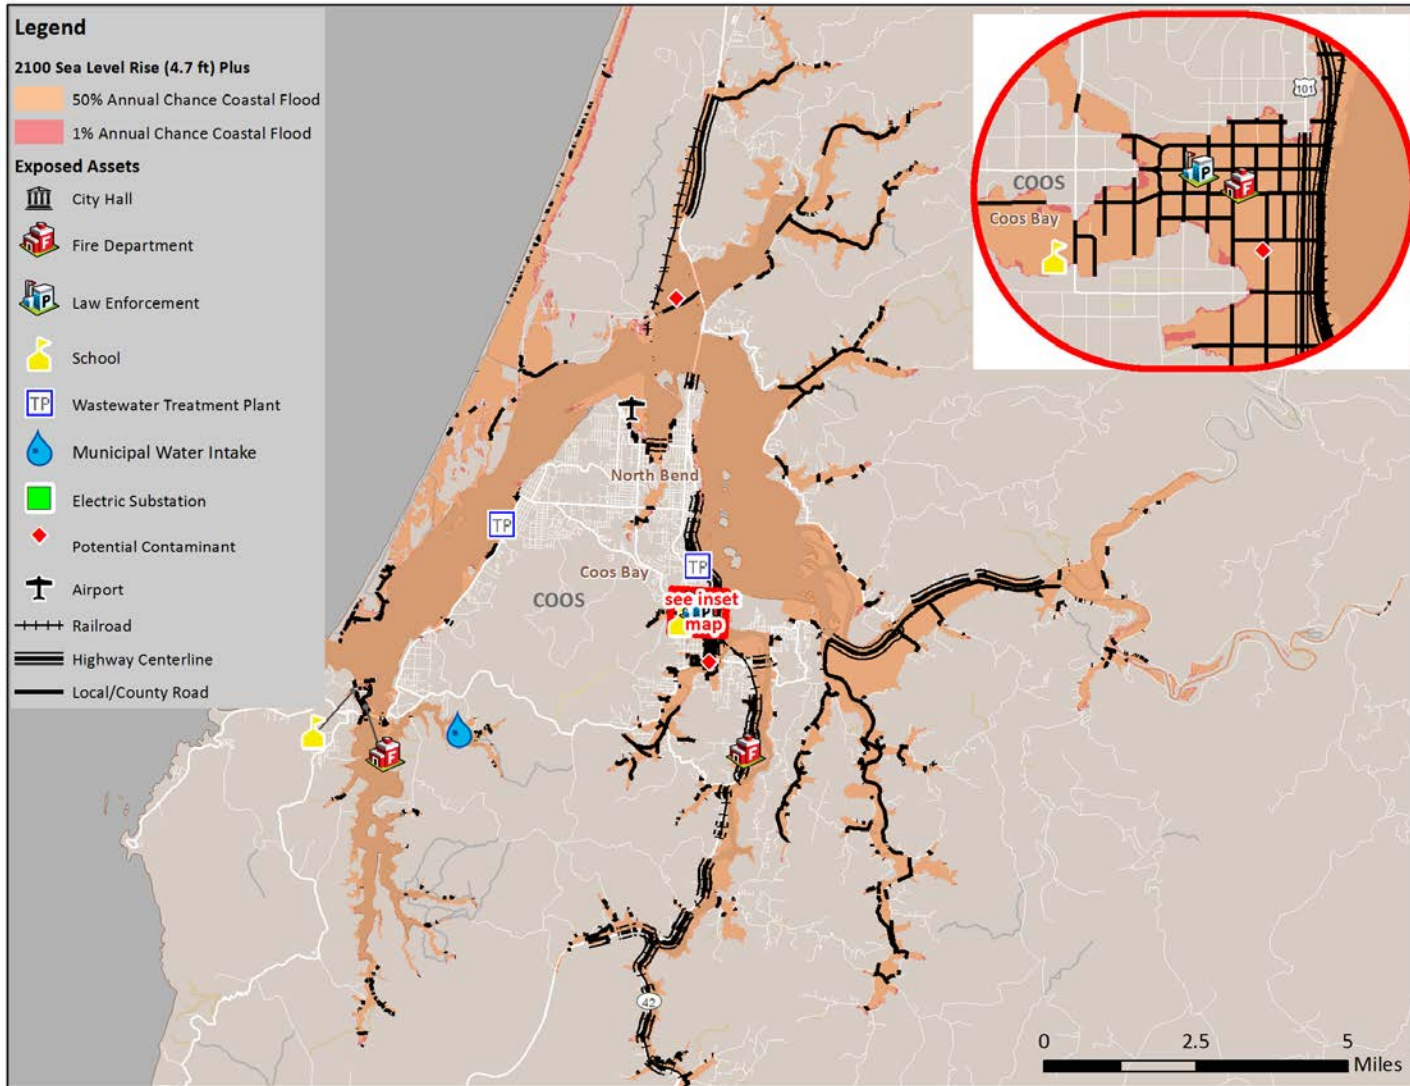 Legend
2100 Sea Level Rise (4.7 ft) Plus
50% Annual Chance Coastal Flood
1% Annual Chance Coastal Flood
Exposed Assets
City Hall
F
Fire Department
P
Law Enforcement
School
TP
Wastewater Treatment Plant
Municipal Water Intake
Electric Substation
Potential Contaminant
Airport
Railroad
Highway Centerline
Local/County Road
101
P
F
COOS
Coos Bay
North Bend
TP
TP
Coos Bay
COOS
see inset
map
F
F
42
0 2.5 5
Miles